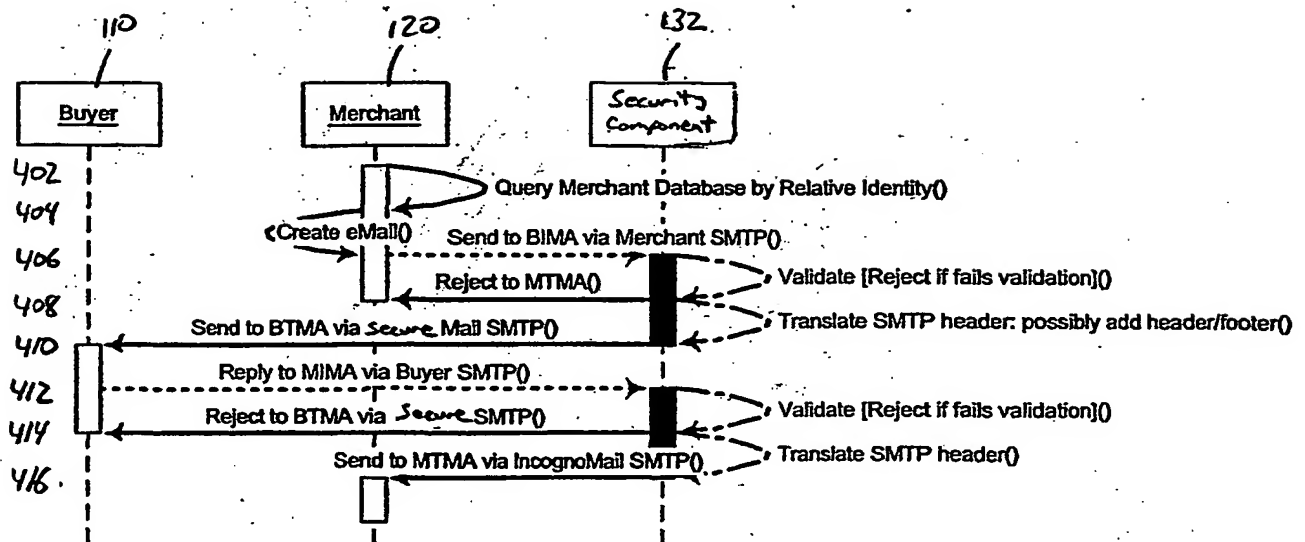 110
120
132
Buyer
Merchant
Security
Component
402
Query Merchant Database by Relative Identity()
404
Create eMail()
Send to BIMA via Merchant SMTP()
406
Validate [Reject if fails validation]()
Reject to MTMA()
408
Translate SMTP header: possibly add header/footer()
Send to BTMA via secure Mail SMTP()
410
Reply to MIMA via Buyer SMTP()
412
Validate [Reject if fails validation]()
Reject to BTMA via Secure SMTP()
414
Translate SMTP header()
Send to MTMA via IncognoMail SMTP()
416.